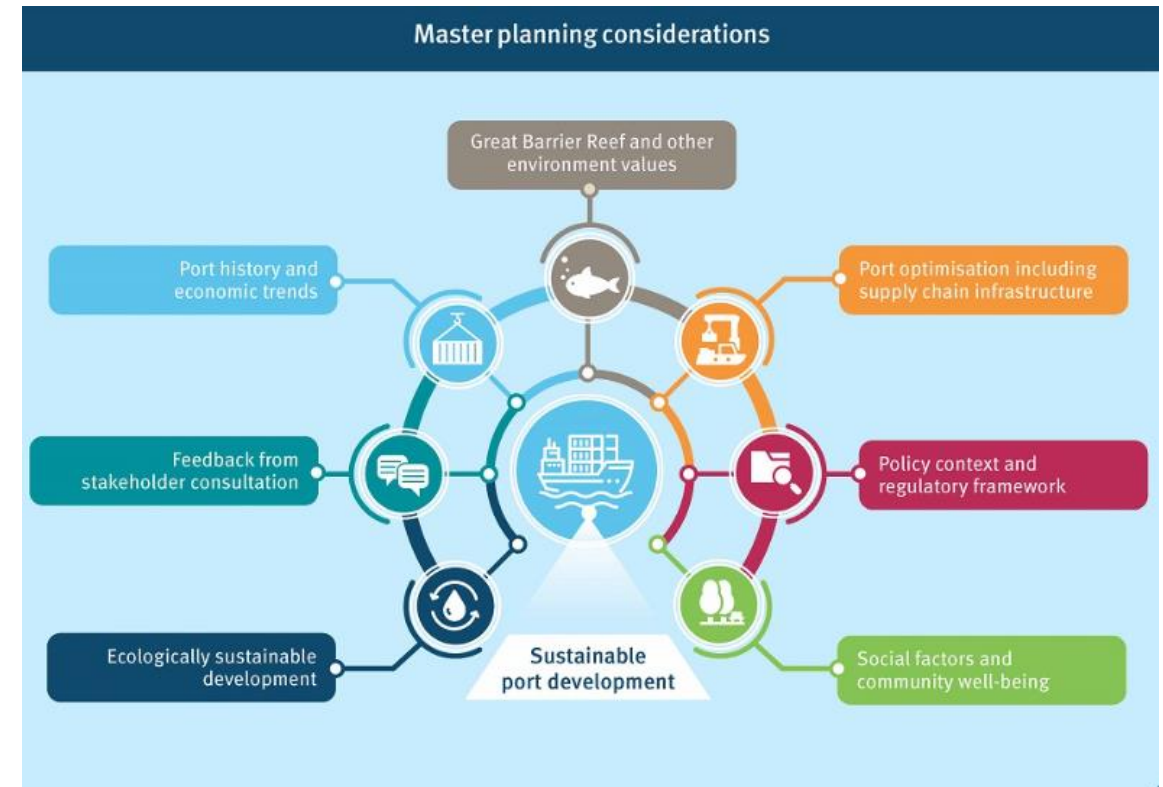 Master planning considerations
Great Barrier Reef and other
environment values
Port history and
economic trends
Port optimisation including
supply chain infrastructure
Feedback from
stakeholder consultation
Policy context and
regulatory framework
Ecologically sustainable
development
Sustainable
port development
Social factors and
community well-being